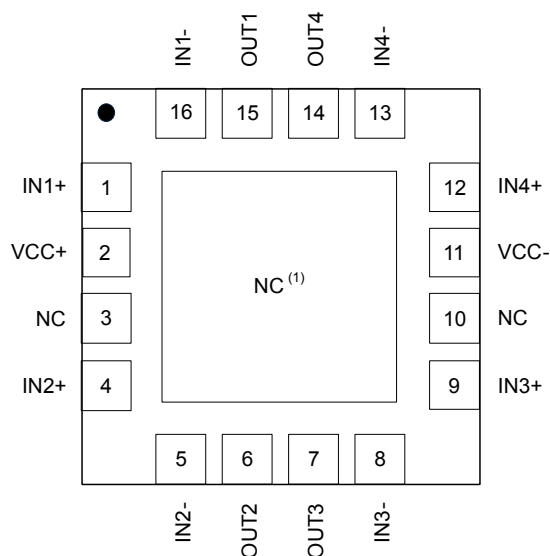 IN1-
OUT1
OUT4
IN4-
16
15
14
13
IN1+
1
12
IN4+
VCC+
2
11
VCC-
NC
3
NC (1)
10
NC
IN2+
4
9
IN3+
5
6
7
8
IN2-
OUT2
OUT3
IN3-